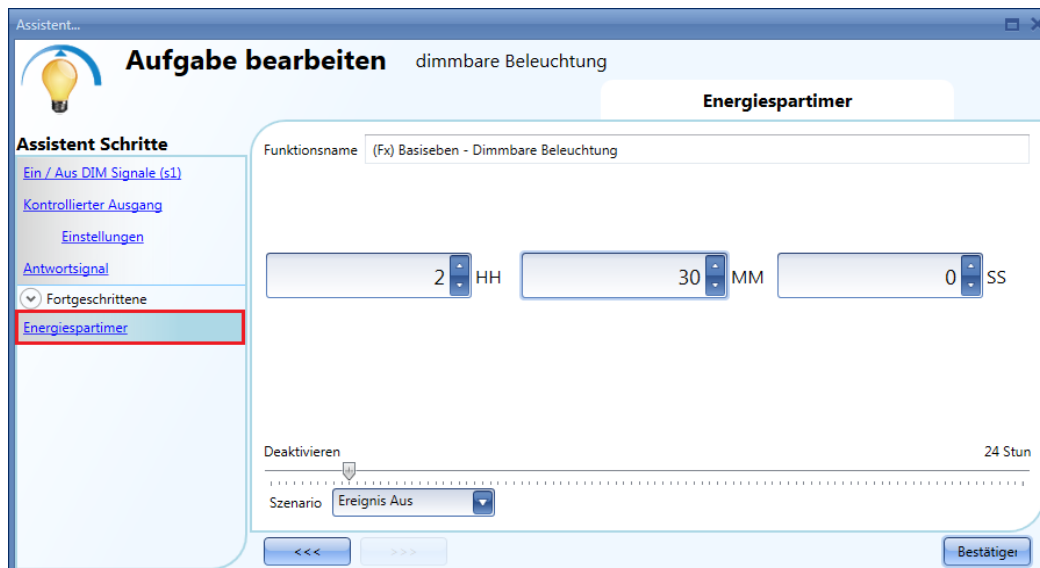 Assistent...
Aufgabe bearbeiten dimmbare Beleuchtung
Energiespartimer
Assistent Schritte
Ein / Aus DIM Signale (s1)
Kontrollierter Ausgang
Einstellungen
Antwortsignal
Fortgeschrittene
Energiespartimer
Funktionsname (Fx) Basiseben - Dimmbare Beleuchtung
2 HH 30 MM 0 SS
Deaktivieren 24 Stun
Szenario Ereignis Aus
<<< >>> Bestätiger